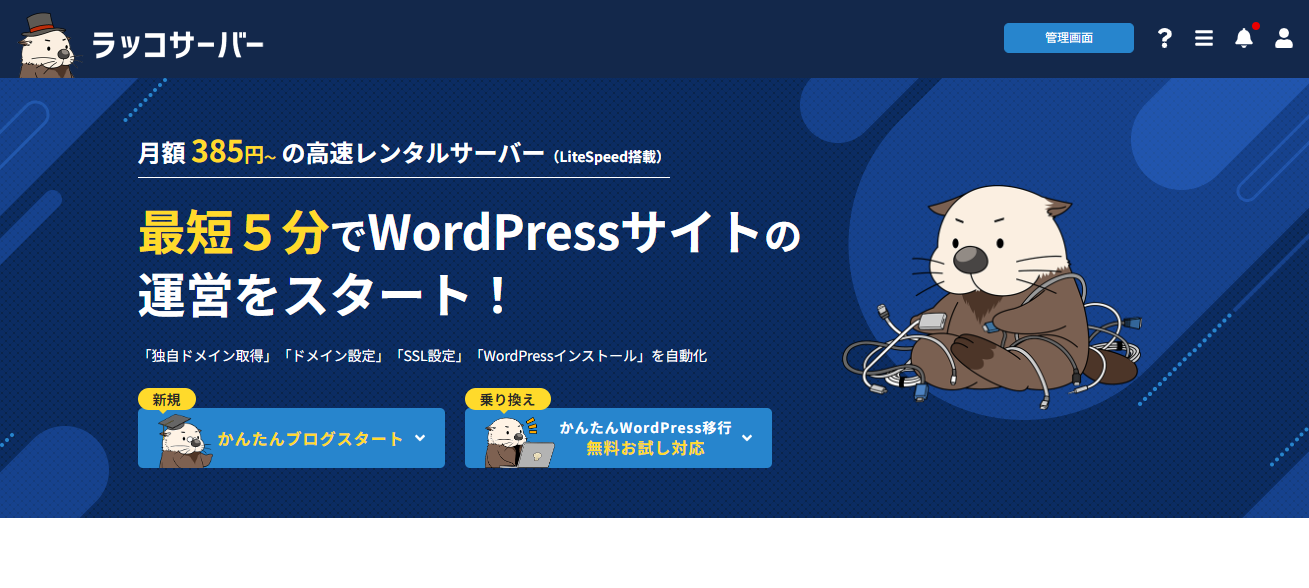 ラッコサーバー
管理画面
月額 385円～ の高速レンタルサーバー（LiteSpeed搭載）
最短５分でWordPressサイトの
運営をスタート！
「独自ドメイン取得」「ドメイン設定」「SSL設定」「WordPressインストール」を自動化
新規
かんたんブログスタート
乗り換え
かんたんWordPress移行
無料お試し対応